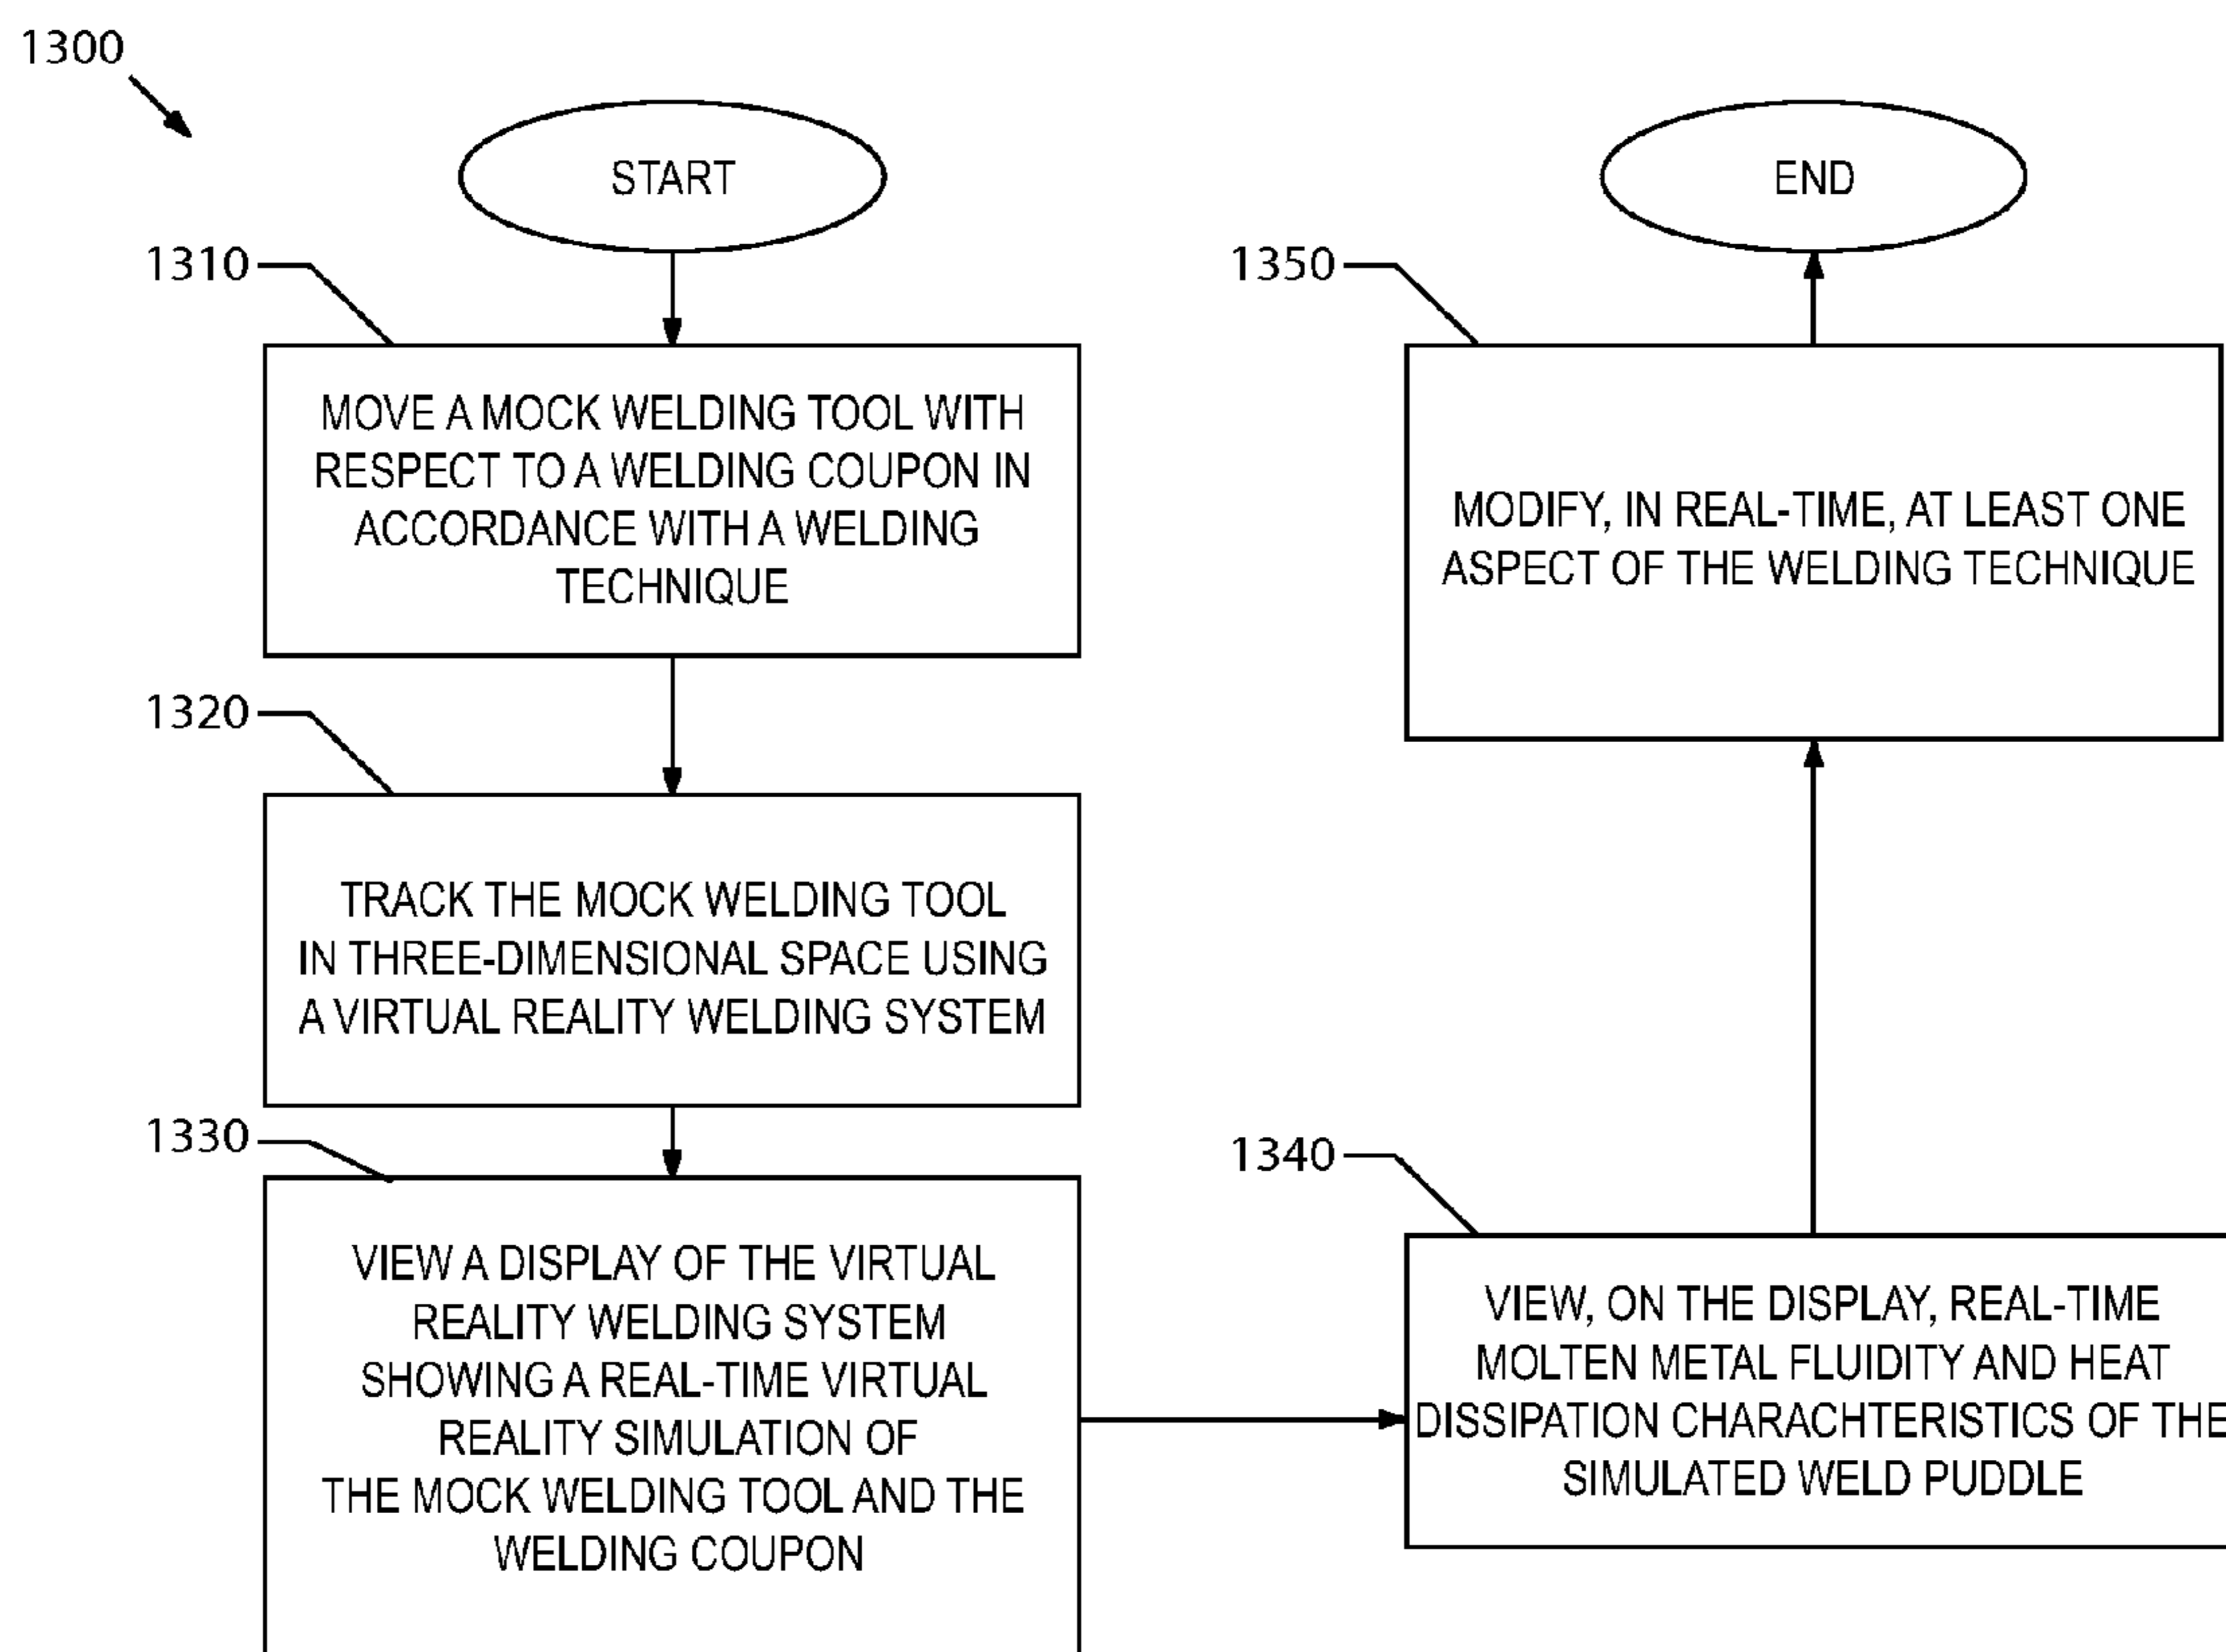 1300
START
1310
MOVE A MOCK WELDING TOOL WITH
RESPECT TO A WELDING COUPON IN
ACCORDANCE WITH A WELDING
TECHNIQUE
1320
TRACK THE MOCK WELDING TOOL
IN THREE-DIMENSIONAL SPACE USING
A VIRTUAL REALITY WELDING SYSTEM
1330
VIEW A DISPLAY OF THE VIRTUAL
REALITY WELDING SYSTEM
SHOWING A REAL-TIME VIRTUAL
REALITY SIMULATION OF
THE MOCK WELDING TOOL AND THE
WELDING COUPON
1340
VIEW, ON THE DISPLAY, REAL-TIME
MOLTEN METAL FLUIDITY AND HEAT
DISSIPATION CHARACHTERISTICS OF THE
SIMULATED WELD PUDDLE
1350
MODIFY, IN REAL-TIME, AT LEAST ONE
ASPECT OF THE WELDING TECHNIQUE
END